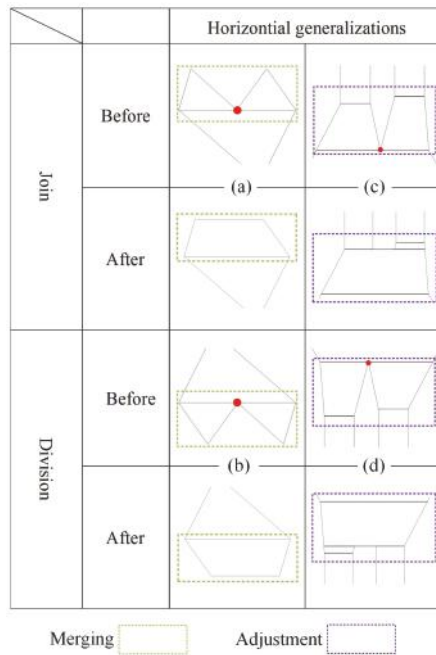 Horizontial generalizations
Join
Before
(a)
(c)
After
Division
Before
(b)
(d)
After
Merging
Adjustment